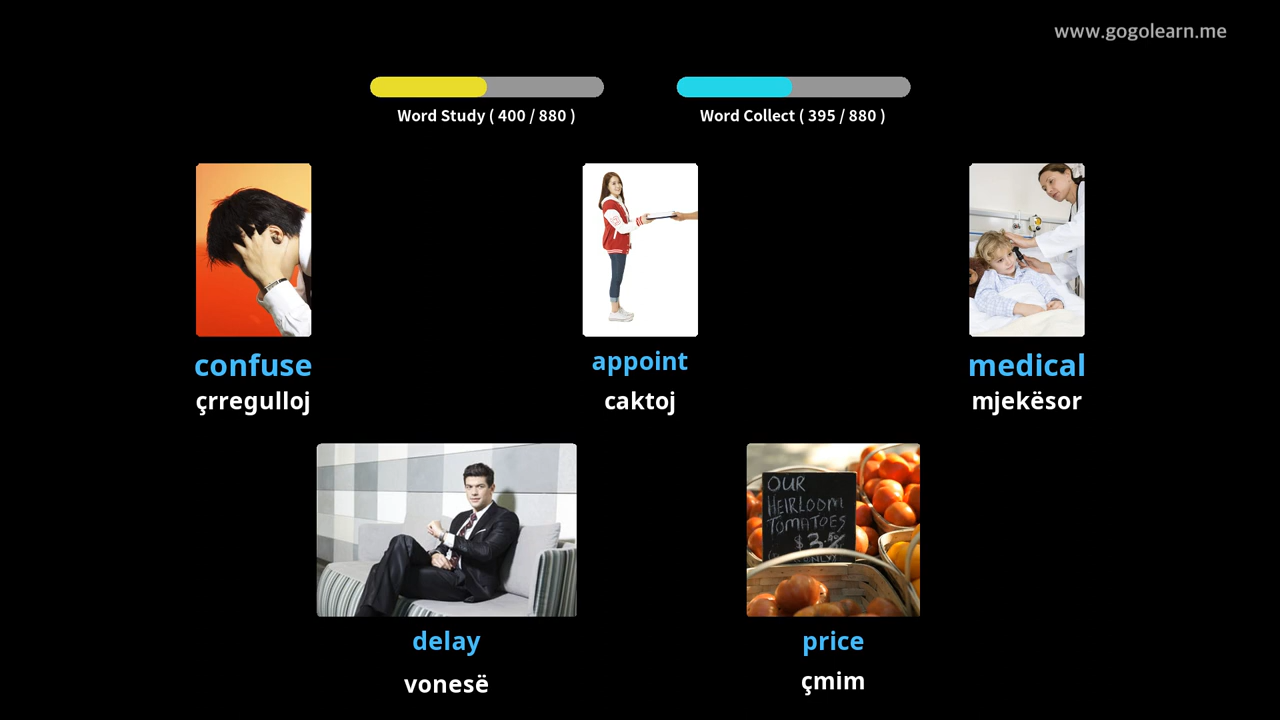 www.gogolearn.me
Word Study ( 400 / 880 )
Word Collect ( 395 / 880 )
confuse
çrregulloj
appoint
caktoj
medical
mjekësor
OUR
HEIRLOOM
TOMATOES
delay
vonesë
price
çmim